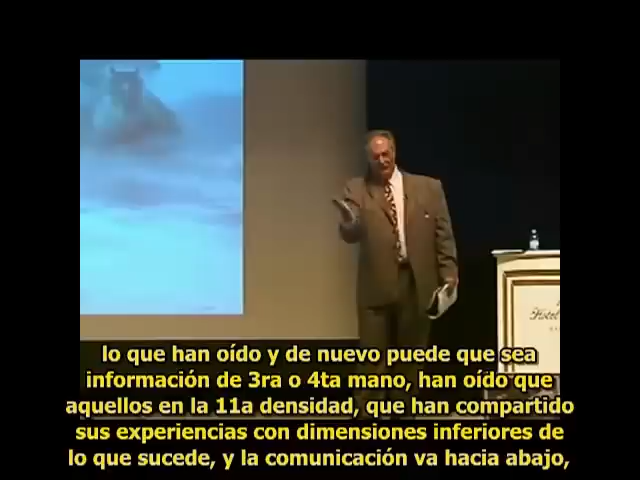 lo que han oído y de nuevo puede que sea
información de 3ra o 4ta mano, han oído que
aquellos en la 11a densidad, que han compartido
sus experiencias con dimensiones inferiores de
lo que sucede, y la comunicación va hacia abajo,